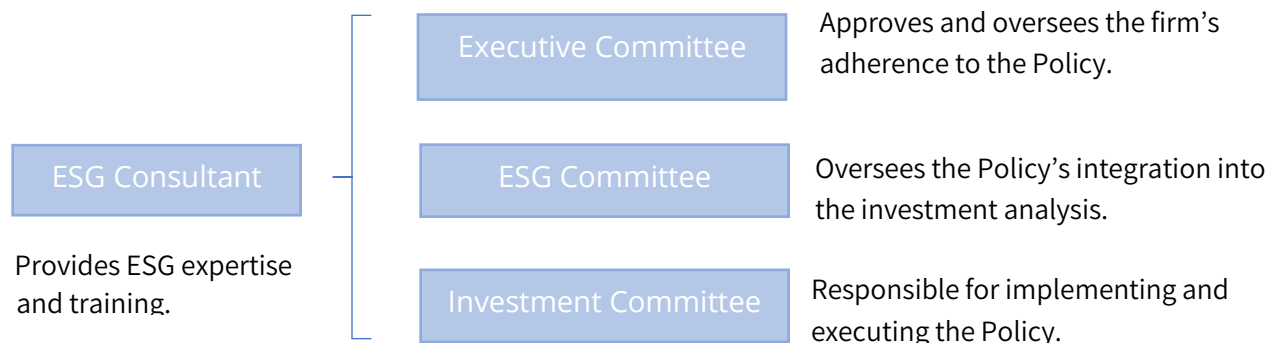 Executive Committee
Approves and oversees the firm's
adherence to the Policy.
ESG Consultant
Provides ESG expertise
and training.
ESG Committee
Oversees the Policy's integration into
the investment analysis.
Investment Committee
Responsible for implementing and
executing the Policy.